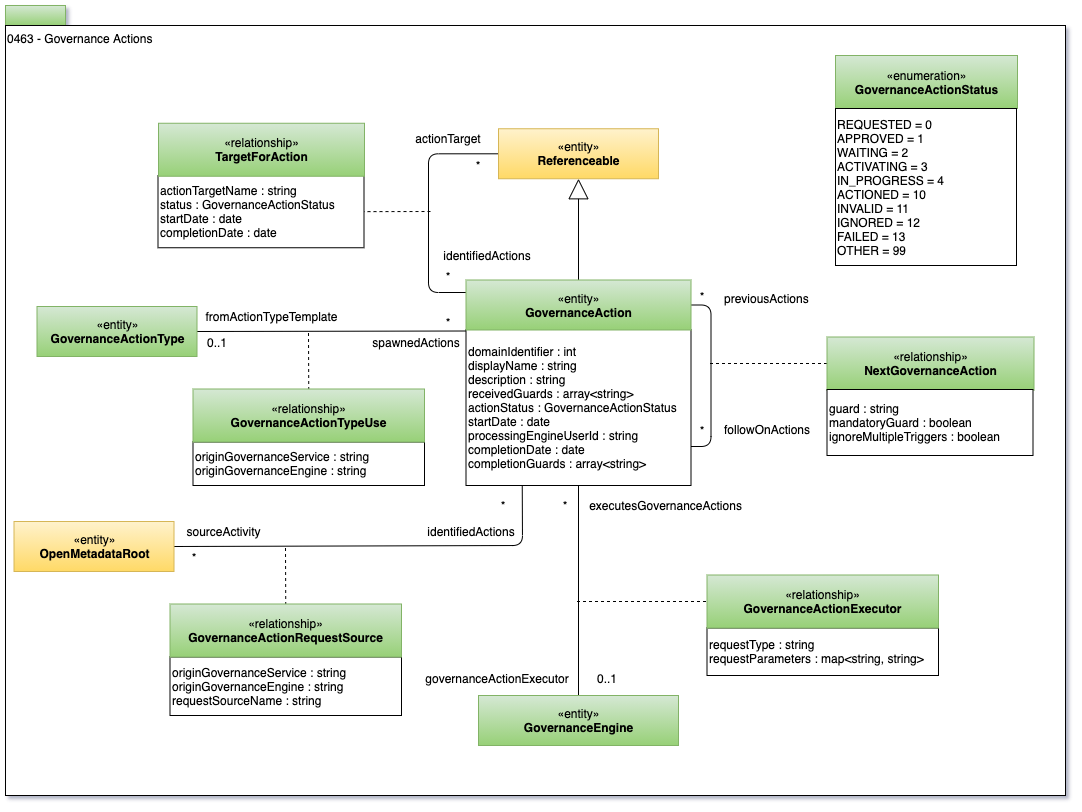 0463 - Governance Actions
«enumeration»
GovernanceActionStatus
REQUESTED = 0
APPROVED = 1
WAITING = 2
ACTIVATING = 3
IN_PROGRESS = 4
ACTIONED = 10
INVALID = 11
IGNORED = 12
FAILED = 13
OTHER = 99
«relationship»
TargetForAction
actionTargetName : string
status : GovernanceActionStatus
startDate : date
completionDate : date
actionTarget
*
«entity»
Referenceable
identifiedActions
*
«entity»
GovernanceActionType
fromActionTypeTemplate
0..1
*
spawnedActions
«entity»
GovernanceAction
domainIdentifier : int
displayName : string
description : string
receivedGuards : array<string>
actionStatus : GovernanceActionStatus
startDate : date
processingEngineUserId : string
completionDate : date
completionGuards : array<string>
*
previousActions
*
followOnActions
«relationship»
NextGovernanceAction
guard : string
mandatoryGuard : boolean
ignoreMultipleTriggers : boolean
«relationship»
GovernanceActionTypeUse
originGovernanceService : string
originGovernanceEngine : string
«entity»
OpenMetadataRoot
sourceActivity
*
*
identifiedActions
*
executesGovernanceActions
«relationship»
GovernanceActionRequestSource
originGovernanceService : string
originGovernanceEngine : string
requestSourceName : string
«relationship»
GovernanceActionExecutor
requestType : string
requestParameters : map<string, string>
governanceActionExecutor
0..1
«entity»
GovernanceEngine